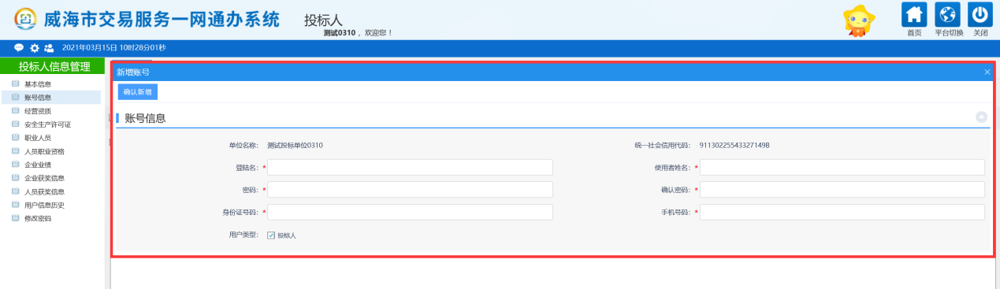 威海市交易服务一网通办系统
投标人
测试0310 ，欢迎您！
首页 平台切换 关闭
2021年03月15日 10时28分01秒
投标人信息管理
基本信息
账号信息
经营资质
安全生产许可证
职业人员
人员职业资格
企业业绩
企业获奖信息
人员获奖信息
用户信息历史
修改密码
新增账号 ×
确认新增
账号信息
单位名称： 测试投标单位0310 统一社会信用代码： 91130225543327149B
登陆名： * 使用者姓名： *
密码： * 确认密码： *
身份证号码： * 手机号码： *
用户类型： 投标人